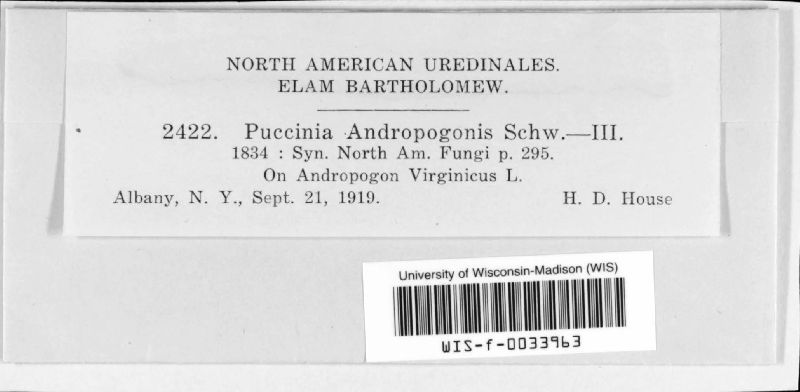 NORTH AMERICAN UREDINALES.
ELAM BARTHOLOMEW.
2422. Puccinia Andropogonis Schw.—III.
1834 : Syn. North Am. Fungi p. 295.
On Andropogon Virginicus L.
Albany, N. Y., Sept. 21, 1919. H. D. House
University of Wisconsin-Madison (WIS)
WIS-f-0033963